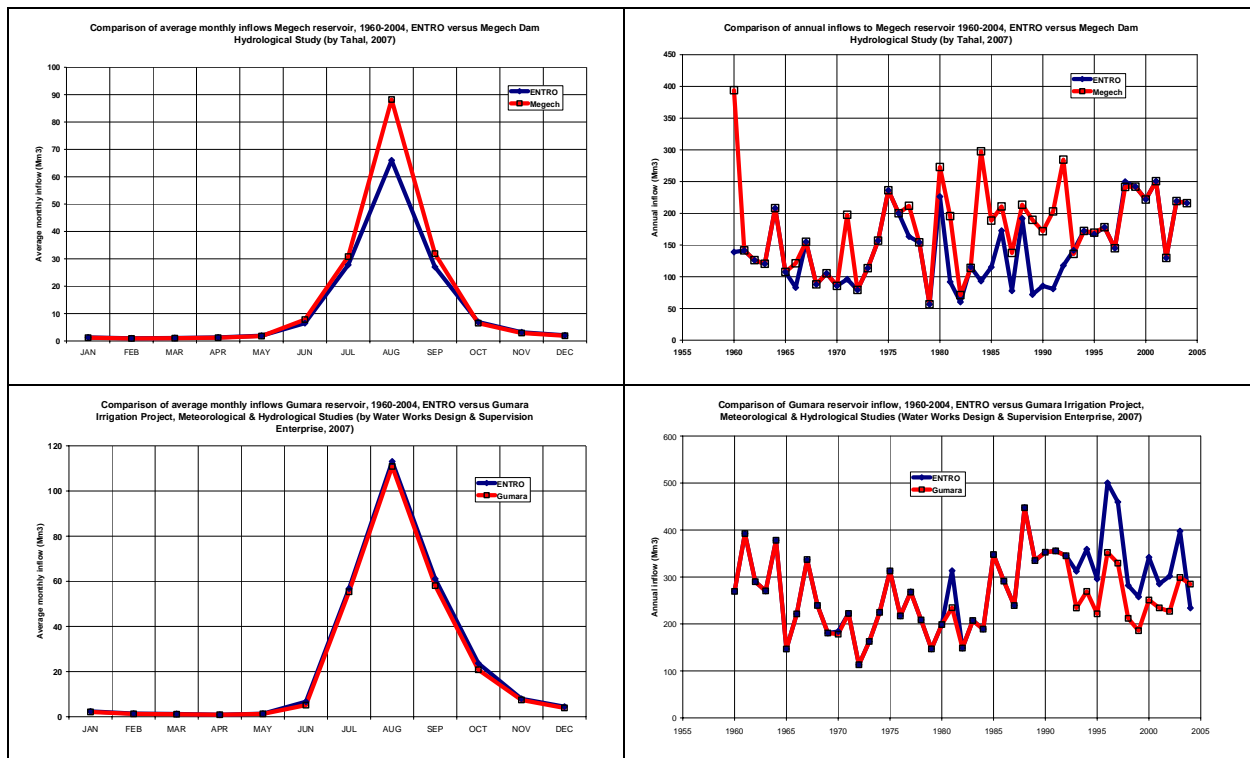 Comparison of average monthly inflows Megech reservoir, 1960-2004, ENTRO versus Megech Dam
Hydrological Study (by Tahal, 2007)
Average monthly inflow (Mm3)
100
90
80
70
60
50
40
30
20
10
0
JAN FEB MAR APR MAY JUN JUL AUG SEP OCT NOV DEC
ENTRO
Megech
Comparison of annual inflows to Megech reservoir 1960-2004, ENTRO versus Megech Dam
Hydrological Study (by Tahal, 2007)
Annual inflow (Mm3)
450
400
350
300
250
200
150
100
50
0
1955 1960 1965 1970 1975 1980 1985 1990 1995 2000 2005
ENTRO
Megech
Comparison of average monthly inflows Gumara reservoir, 1960-2004, ENTRO versus Gumara
Irrigation Project, Meteorological & Hydrological Studies (by Water Works Design & Supervision
Enterprise, 2007)
Average monthly inflow (Mm3)
120
100
80
60
40
20
0
JAN FEB MAR APR MAY JUN JUL AUG SEP OCT NOV DEC
ENTRO
Gumara
Comparison of Gumara reservoir inflow, 1960-2004, ENTRO versus Gumara Irrigation Project,
Meteorological & Hydrological Studies (Water Works Design & Supervision Enterprise, 2007)
Annual inflow (Mm3)
600
500
400
300
200
100
0
1955 1960 1965 1970 1975 1980 1985 1990 1995 2000 2005
ENTRO
Gumara